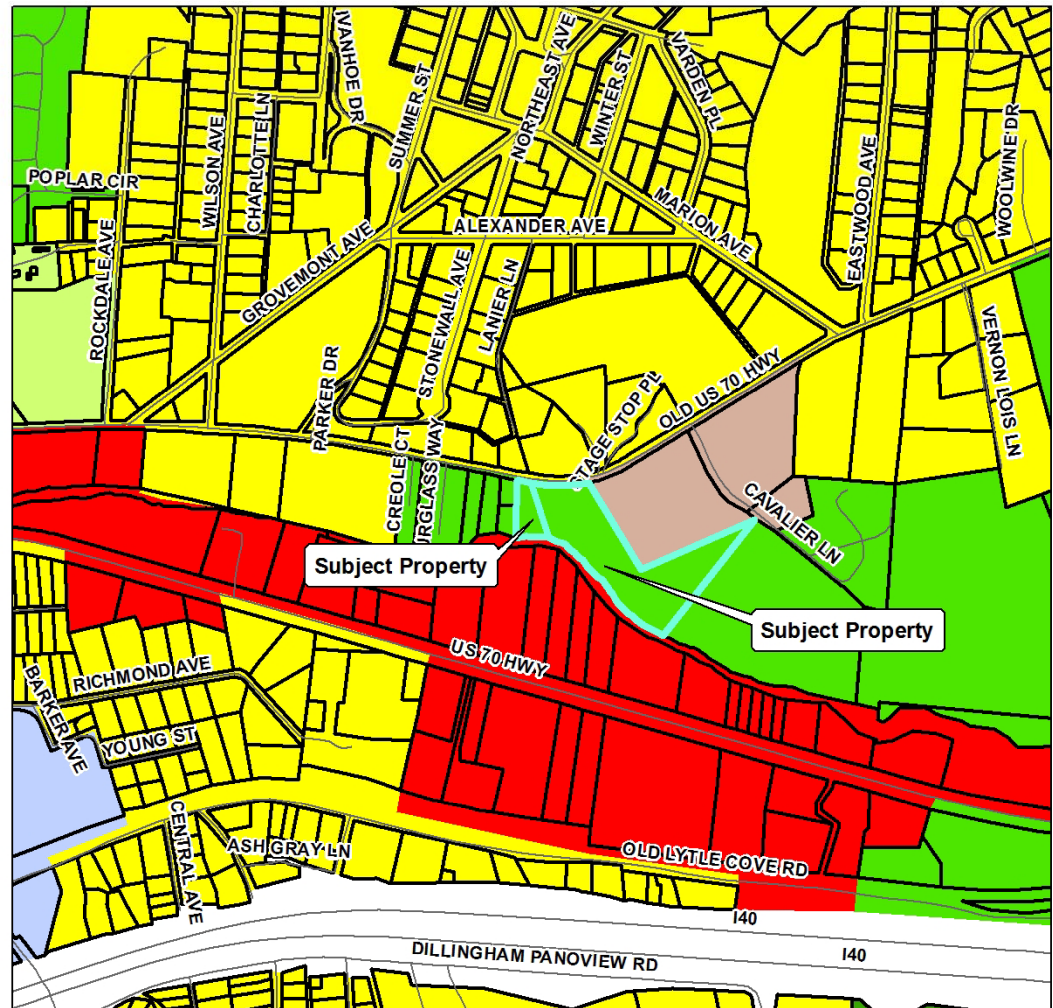 IVANHOE DR
SUMMER ST
NORTHEAST AVE
WINTER ST
VARDEN PL
POPLAR CIR
WILSON AVE
CHARLOTTE LN
WOOLWINE DR
EASTWOOD AVE
MARION AVE
ALEXANDER AVE
ROCKDALE AVE
GROVEMONT AVE
STONEWALL AVE
LANIER LN
PARKER DR
VERNON LOIS LN
OLD US 70 HWY
STAGE STOP PL
CREOLE CT
URGLASS WAY
CAVALIER LN
Subject Property
Subject Property
US 70 HWY
RICHMOND AVE
BARKER AVE
YOUNG ST
CENTRAL AVE
ASH GRAY LN
OLD LYTLE COVE RD
I40
I40
DILLINGHAM PANOVIEW RD